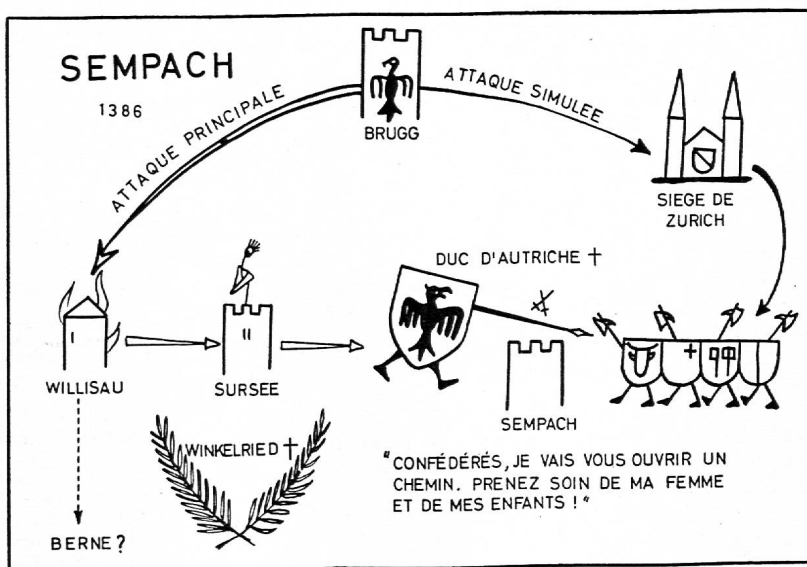 SEMPACH
1386
ATTAQUE PRINCIPALE
ATTAQUE SIMULEE
BRUGG
SIEGE DE
ZURICH
DUC D'AUTRICHE †
I
II
WILLISAU
SURSEE
SEMPACH
WINKELRIED †
"CONFÉDÉRÉS, JE VAIS VOUS OUVRIR UN
CHEMIN. PRENEZ SOIN DE MA FEMME
ET DE MES ENFANTS !"
BERNE ?